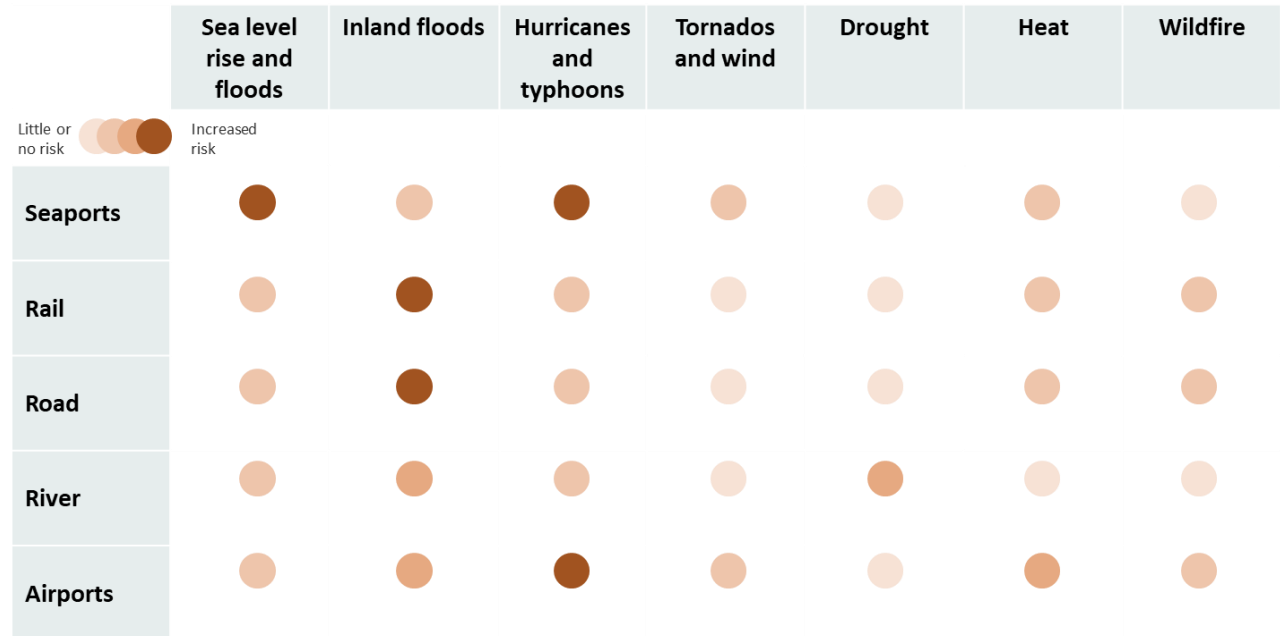 Sea level
rise and
floods
Inland floods
Hurricanes
and
typhoons
Tornados
and wind
Drought
Heat
Wildfire
Little or
no risk
Increased
risk
Seaports
Rail
Road
River
Airports